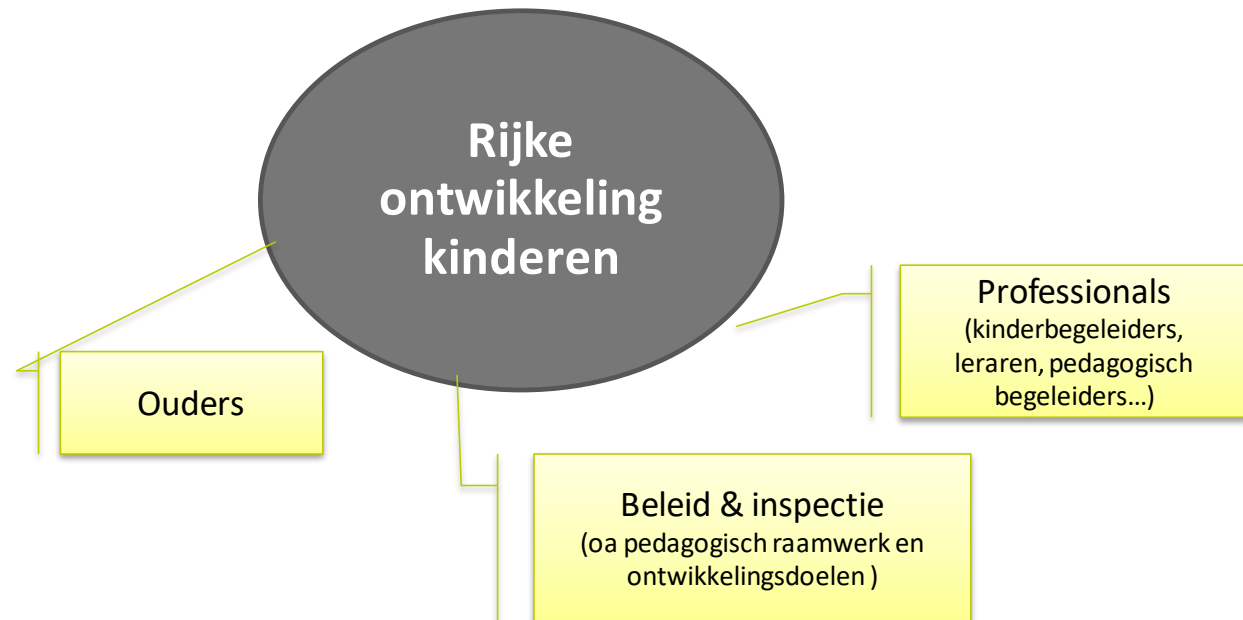 Rijke
ontwikkeling
kinderen
Professionals
(kinderbegeleiders,
leraren, pedagogisch
begeleiders...)
Ouders
Beleid & inspectie
(oa pedagogisch raamwerk en
ontwikkelingsdoelen )